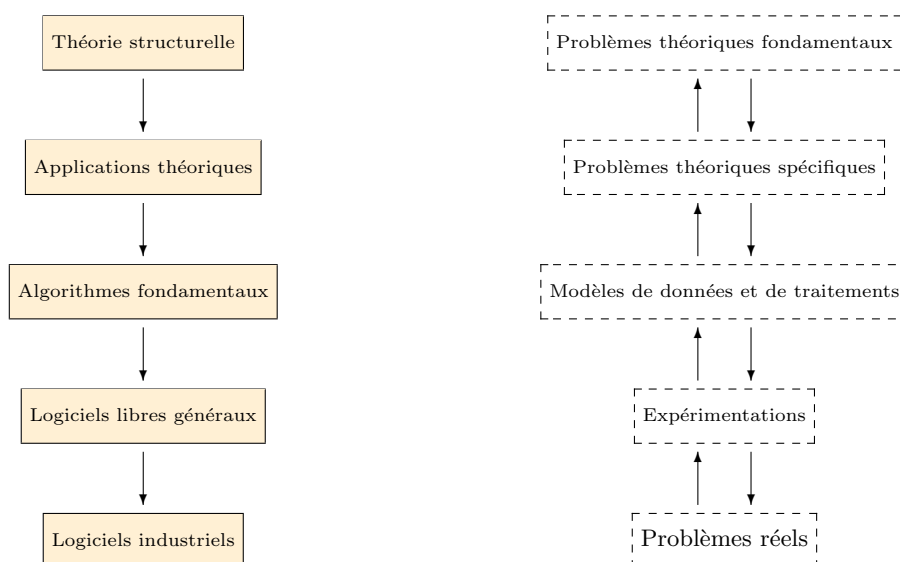 Théorie structurelle
Problèmes théoriques fondamentaux
Applications théoriques
Problèmes théoriques spécifiques
Algorithmes fondamentaux
Modèles de données et de traitements
Logiciels libres généraux
Expérimentations
Logiciels industriels
Problèmes réels